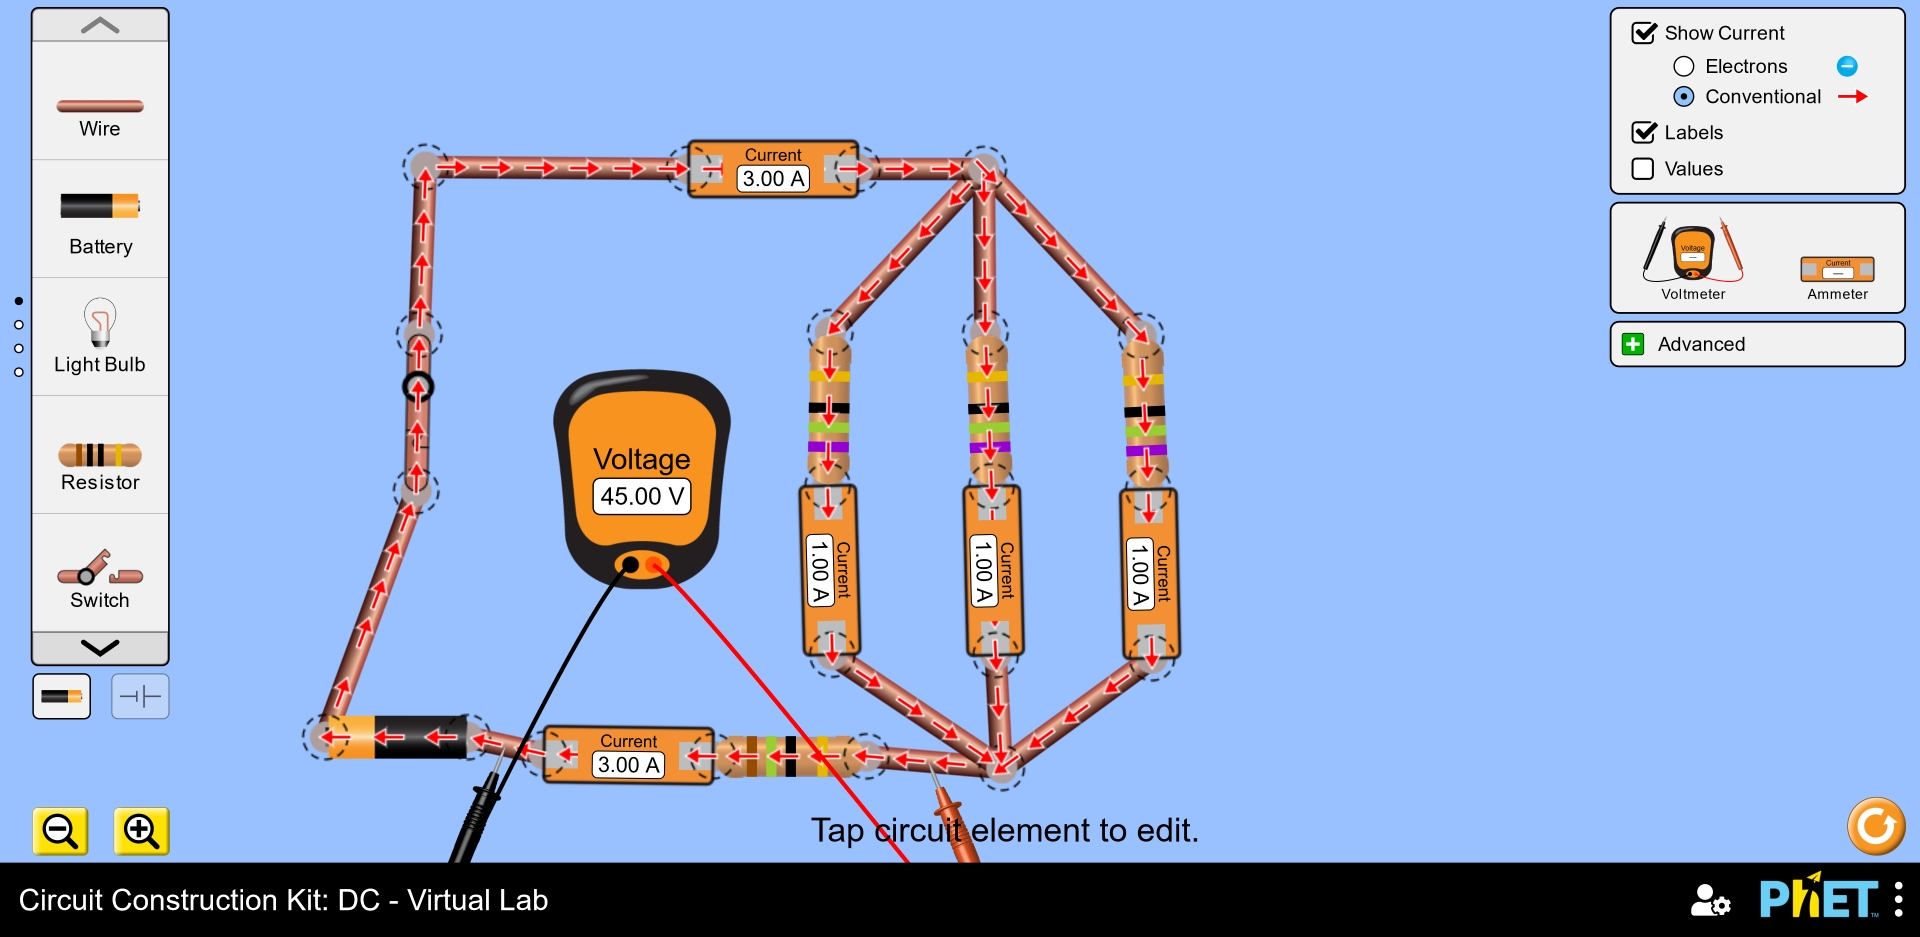 Wire
Battery
Light Bulb
Resistor
Switch
Current
3.00 A
Voltage
45.00 V
Current
1.00 A
Current
1.00 A
Current
1.00 A
Current
3.00 A
Tap circuit element to edit.
Show Current
Electrons
Conventional
Labels
Values
Voltage
Current
Voltmeter
Ammeter
Advanced
Circuit Construction Kit: DC - Virtual Lab
PhET
TM